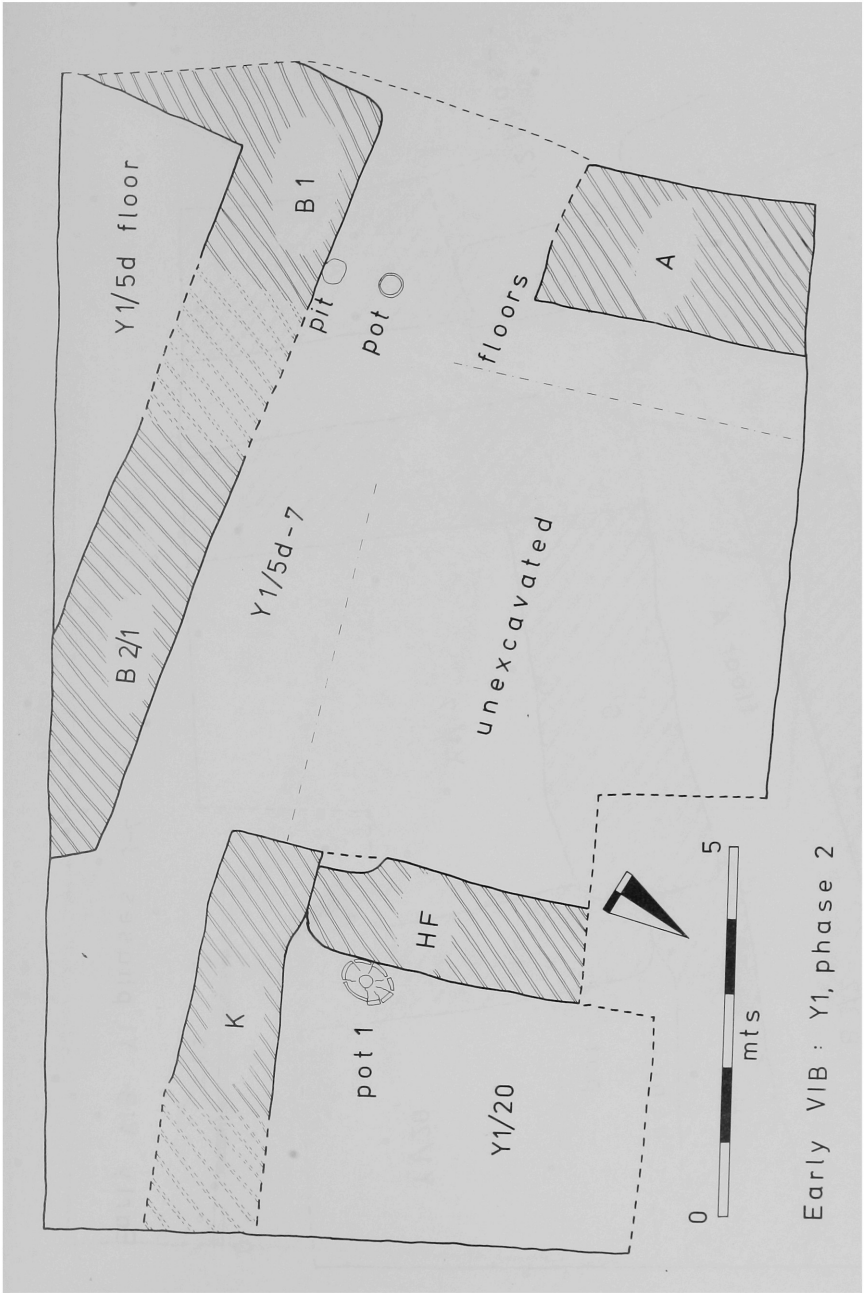 Y1/5d floor
B1
pit
pot
floors
A
B2/1
Y1/5d-7
unexcavated
K
HF
pot 1
Y1/20
0
5
mts
Early VIB : Y1, phase 2